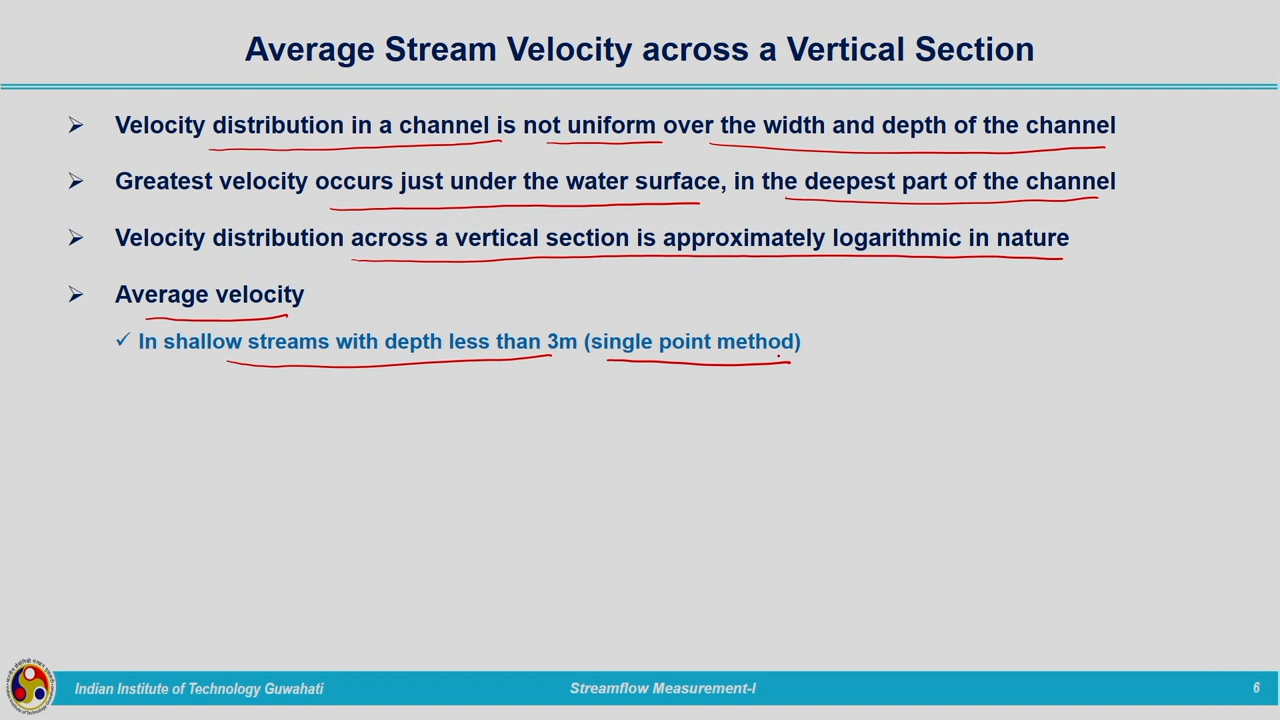 Average Stream Velocity across a Vertical Section
Velocity distribution in a channel is not uniform over the width and depth of the channel
Greatest velocity occurs just under the water surface, in the deepest part of the channel
Velocity distribution across a vertical section is approximately logarithmic in nature
Average velocity
✓ In shallow streams with depth less than 3m (single point method)
Indian Institute of Technology Guwahati
Streamflow Measurement-I
6